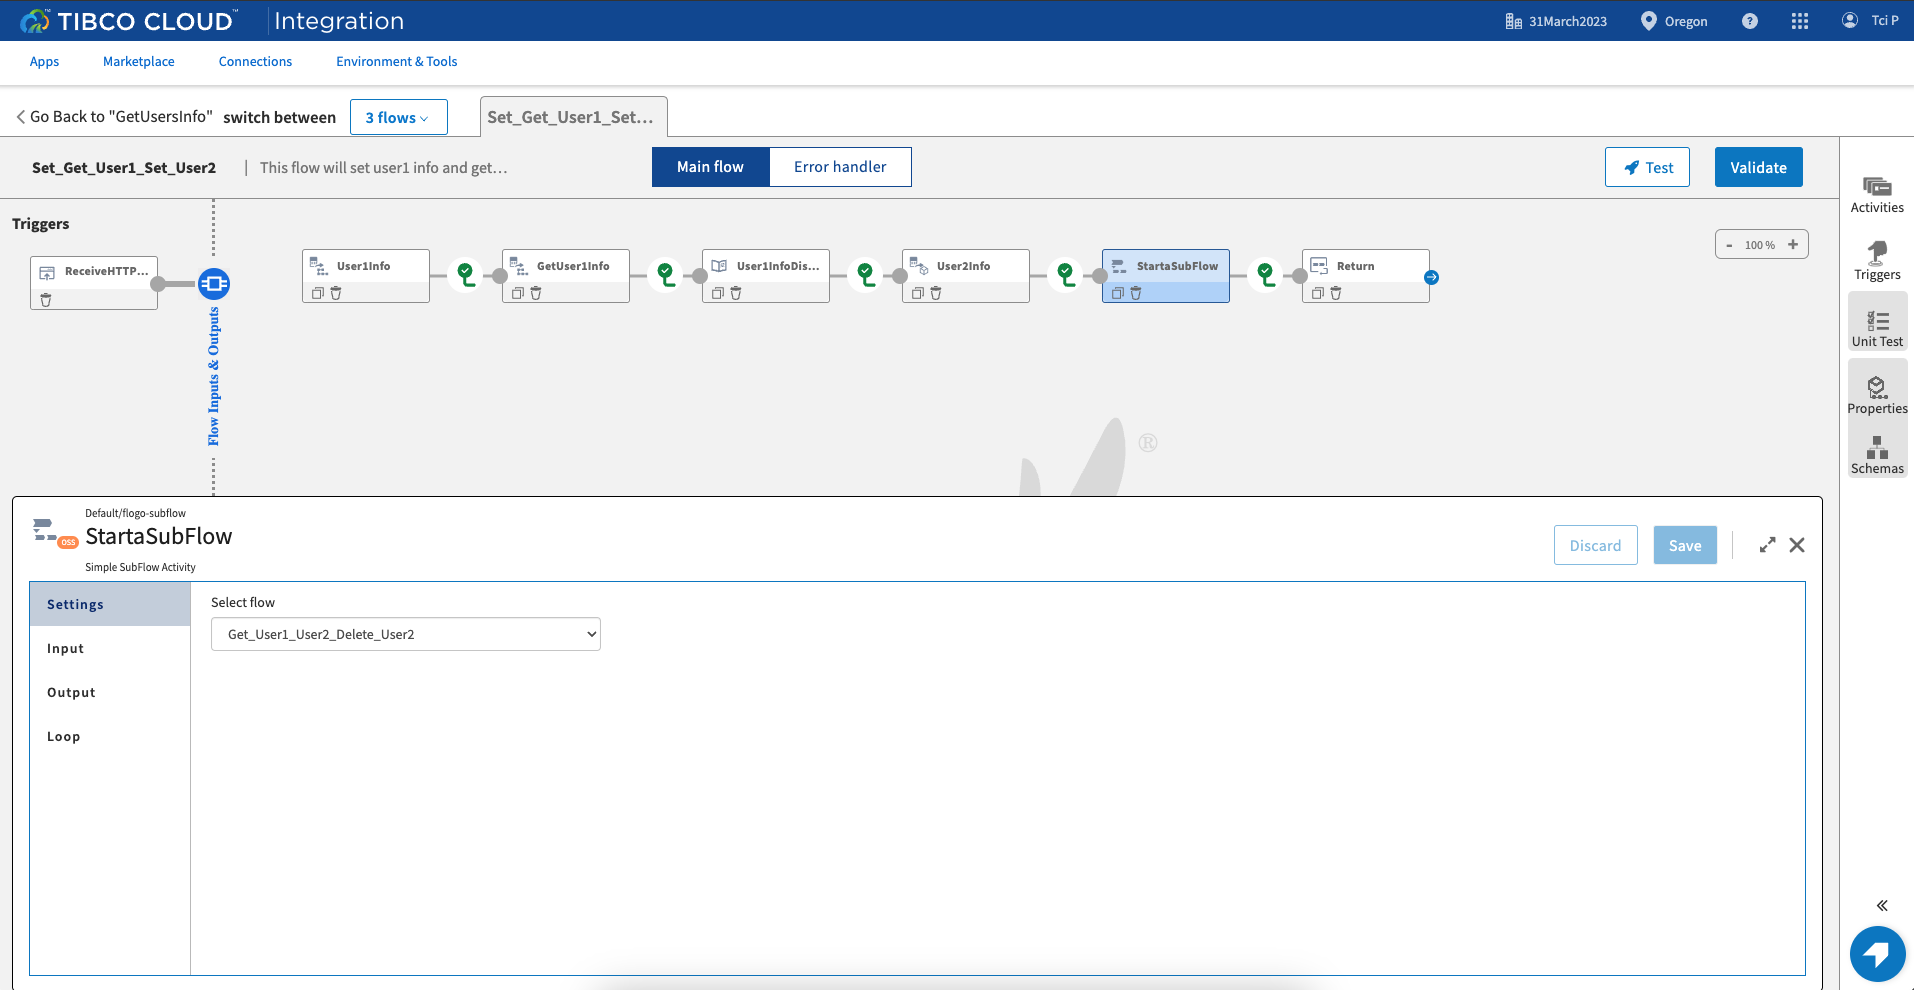 TIBCO CLOUD™ Integration
31March2023 Oregon ? Tci P
Apps Marketplace Connections Environment & Tools
Go Back to "GetUsersInfo" switch between 3 flows Set_Get_User1_Set...
Set_Get_User1_Set_User2 | This flow will set user1 info and get... Main flow Error handler Test Validate
Triggers
- 100 % +
ReceiveHTTP... User1Info GetUser1Info User1InfoDis... User2Info StartaSubFlow Return
Flow Inputs & Outputs
Activities
Triggers
Unit Test
Properties
Schemas
®
Default/flogo-subflow
OSS
StartaSubFlow
Simple SubFlow Activity
Discard Save
Settings
Input
Output
Loop
Select flow
Get_User1_User2_Delete_User2